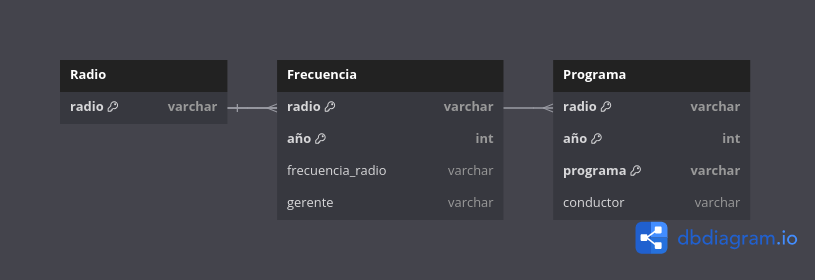 Radio
radio varchar
Frecuencia
radio varchar
año int
frecuencia_radio varchar
gerente varchar
Programa
radio varchar
año int
programa varchar
conductor varchar
dbdiagram.io